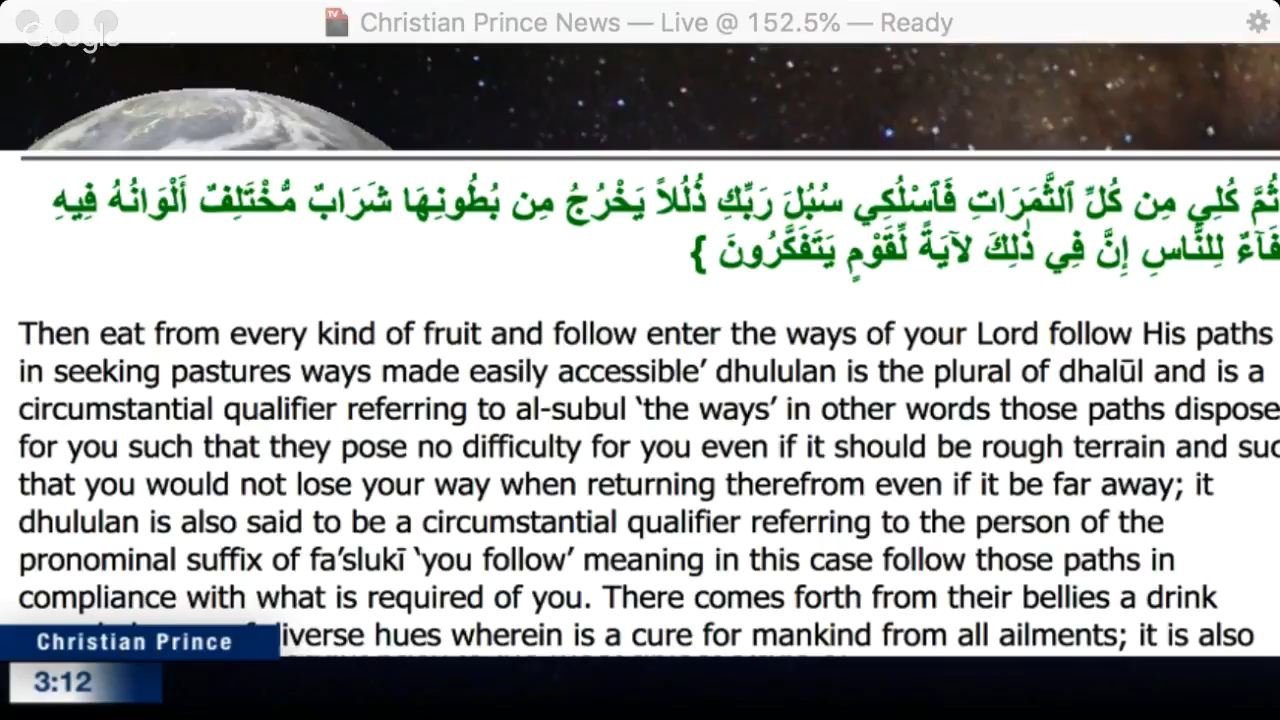 Christian Prince News — Live @ 152.5% — Ready
Google
ثُمَّ كُلِي مِن كُلِّ ٱلثَّمَرَاتِ فَٱسْلُكِي سُبُلَ رَبِّكِ ذُلُلاً يَخْرُجُ مِن بُطُونِهَا شَرَابٌ مُّخْتَلِفٌ أَلْوَانُهُ فِيهِ
فَآءٌ لِلنَّاسِ إِنَّ فِي ذٰلِكَ لآيَةً لِّقَوْمٍ يَتَفَكَّرُونَ }
Then eat from every kind of fruit and follow enter the ways of your Lord follow His paths
in seeking pastures ways made easily accessible’ dhululan is the plural of dhalūl and is a
circumstantial qualifier referring to al-subul ‘the ways’ in other words those paths dispose
for you such that they pose no difficulty for you even if it should be rough terrain and suc
that you would not lose your way when returning therefrom even if it be far away; it
dhululan is also said to be a circumstantial qualifier referring to the person of the
pronominal suffix of fa’slukī ‘you follow’ meaning in this case follow those paths in
compliance with what is required of you. There comes forth from their bellies a drink
diverse hues wherein is a cure for mankind from all ailments; it is also
Christian Prince
3:12